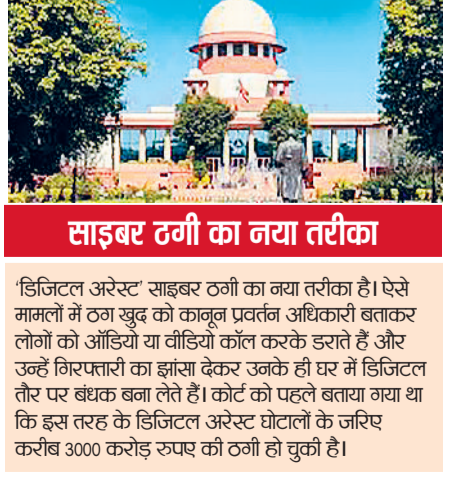 साइबर ठगी का नया तरीका
‘डिजिटल अरेस्ट’ साइबर ठगी का नया तरीका है। ऐसे
मामलों में ठग खुद को कानून प्रवर्तन अधिकारी बताकर
लोगों को ऑडियो या वीडियो कॉल करके डराते हैं और
उन्हें गिरफ्तारी का झांसा देकर उनके ही घर में डिजिटल
तौर पर बंधक बना लेते हैं। कोर्ट को पहले बताया गया था
कि इस तरह के डिजिटल अरेस्ट घोटालों के जरिए
करीब 3000 करोड़ रुपए की ठगी हो चुकी है।